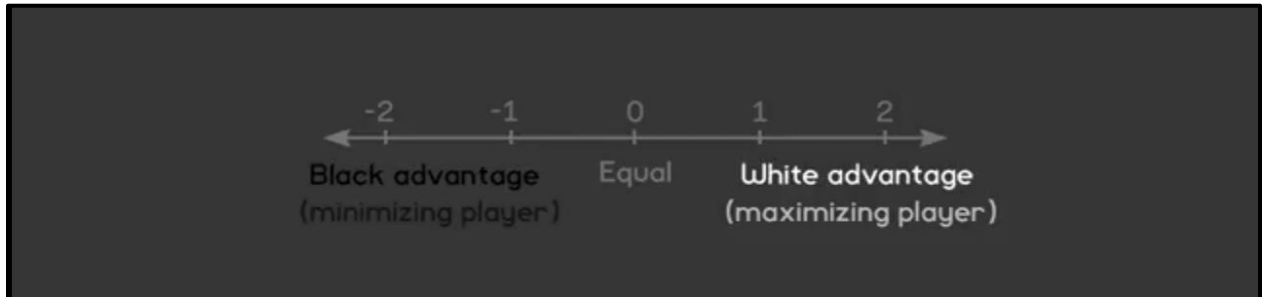 -2 -1 0 1 2
Black advantage Equal White advantage
(minimizing player) (maximizing player)